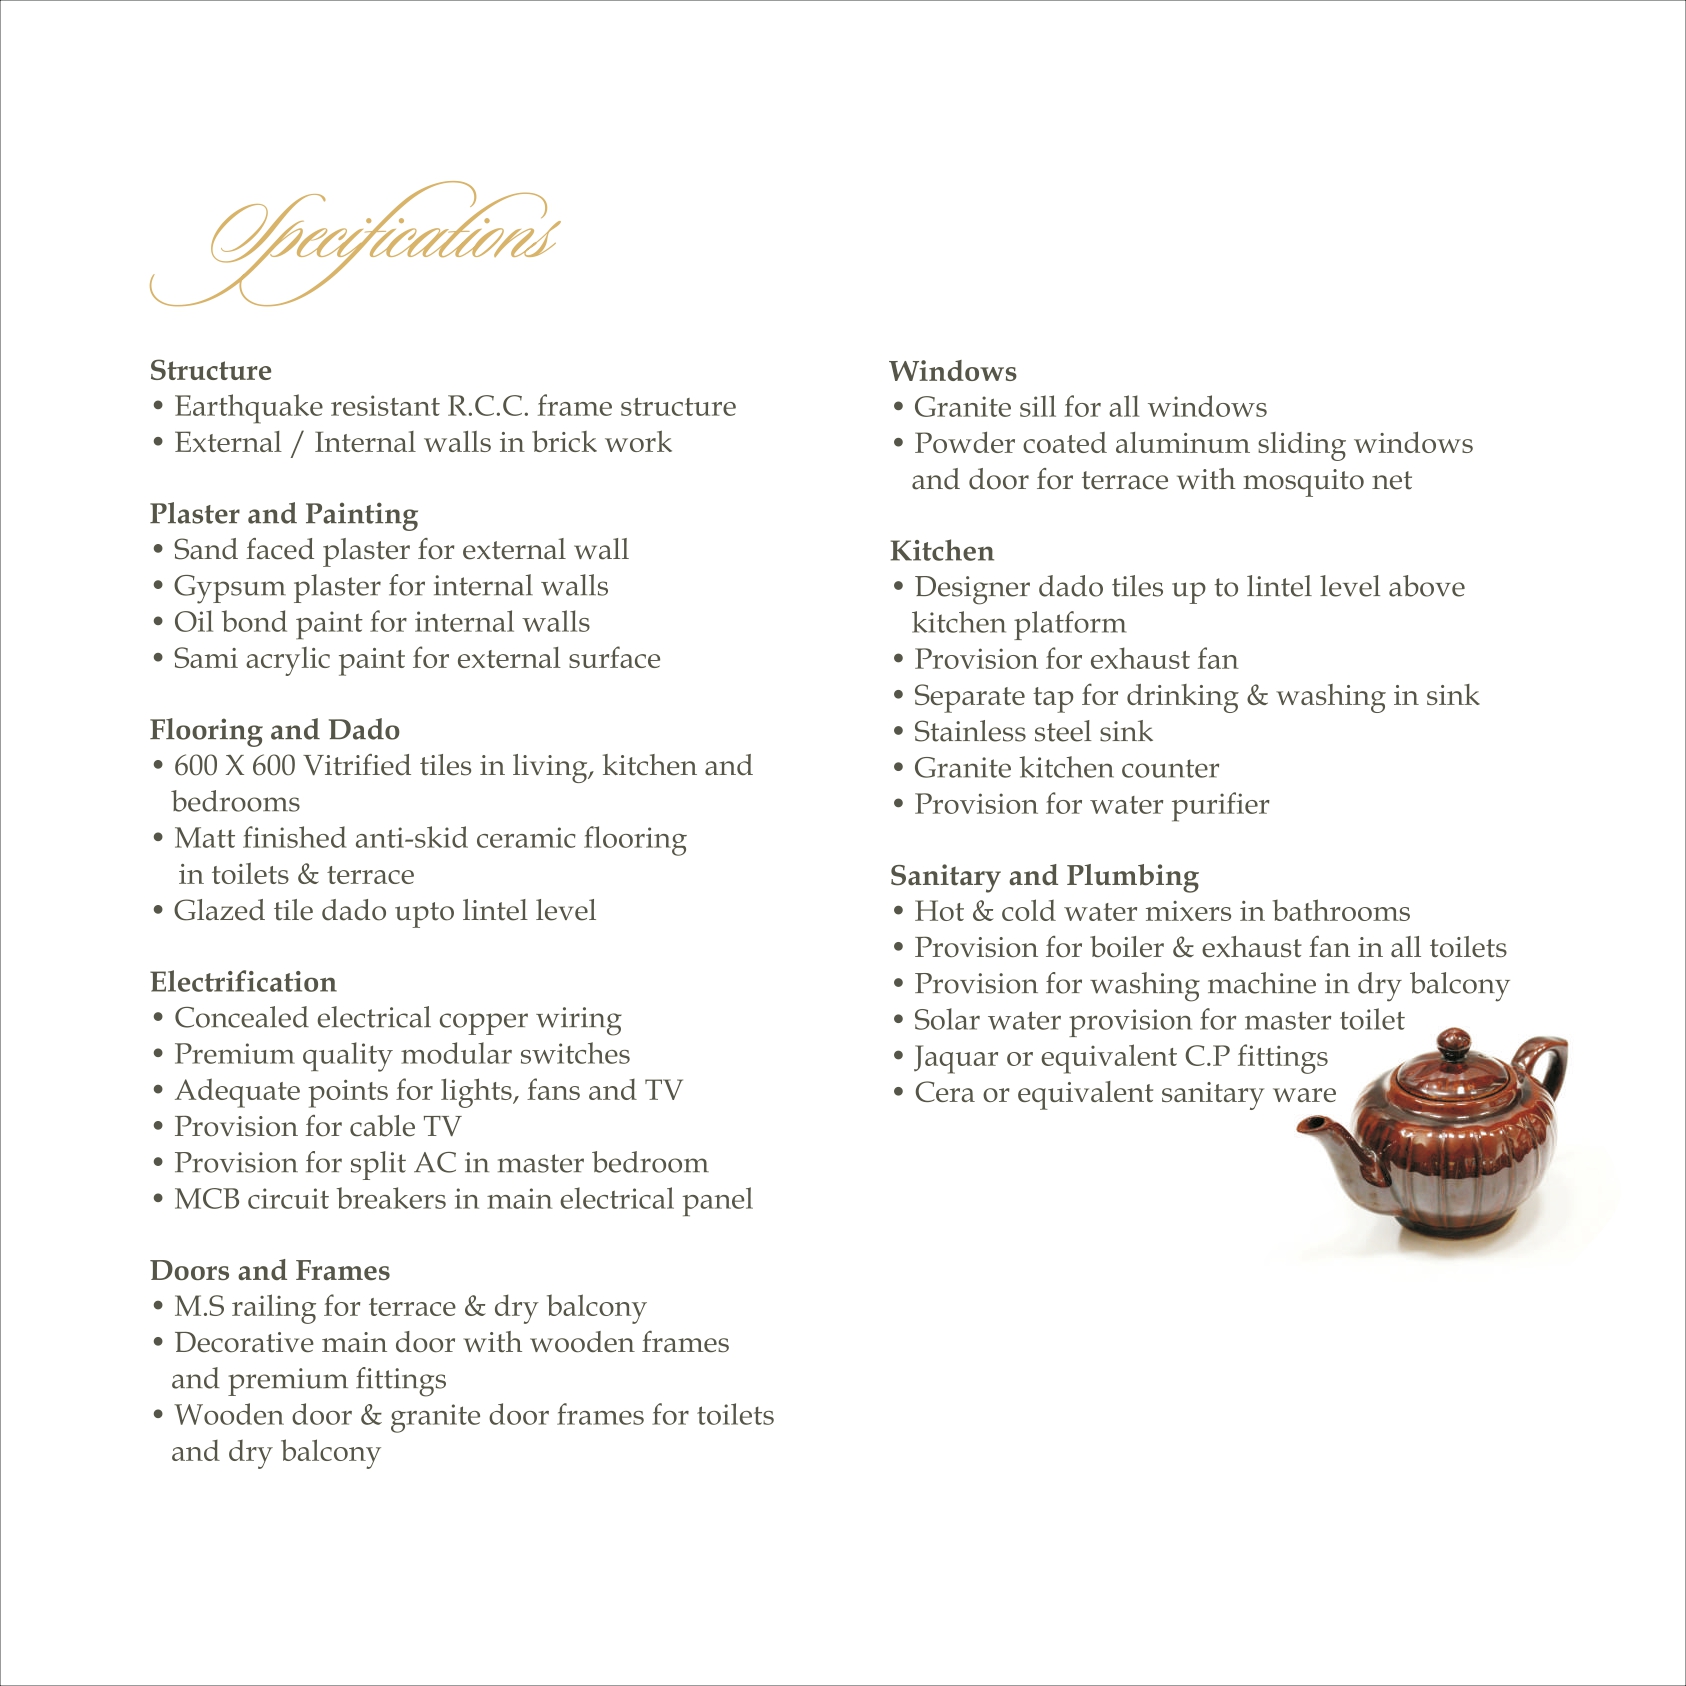 Specifications
Structure
• Earthquake resistant R.C.C. frame structure
• External / Internal walls in brick work
Plaster and Painting
• Sand faced plaster for external wall
• Gypsum plaster for internal walls
• Oil bond paint for internal walls
• Sami acrylic paint for external surface
Flooring and Dado
• 600 X 600 Vitrified tiles in living, kitchen and
bedrooms
• Matt finished anti-skid ceramic flooring
in toilets & terrace
• Glazed tile dado upto lintel level
Electrification
• Concealed electrical copper wiring
• Premium quality modular switches
• Adequate points for lights, fans and TV
• Provision for cable TV
• Provision for split AC in master bedroom
• MCB circuit breakers in main electrical panel
Doors and Frames
• M.S railing for terrace & dry balcony
• Decorative main door with wooden frames
and premium fittings
• Wooden door & granite door frames for toilets
and dry balcony
Windows
• Granite sill for all windows
• Powder coated aluminum sliding windows
and door for terrace with mosquito net
Kitchen
• Designer dado tiles up to lintel level above
kitchen platform
• Provision for exhaust fan
• Separate tap for drinking & washing in sink
• Stainless steel sink
• Granite kitchen counter
• Provision for water purifier
Sanitary and Plumbing
• Hot & cold water mixers in bathrooms
• Provision for boiler & exhaust fan in all toilets
• Provision for washing machine in dry balcony
• Solar water provision for master toilet
• Jaquar or equivalent C.P fittings
• Cera or equivalent sanitary ware